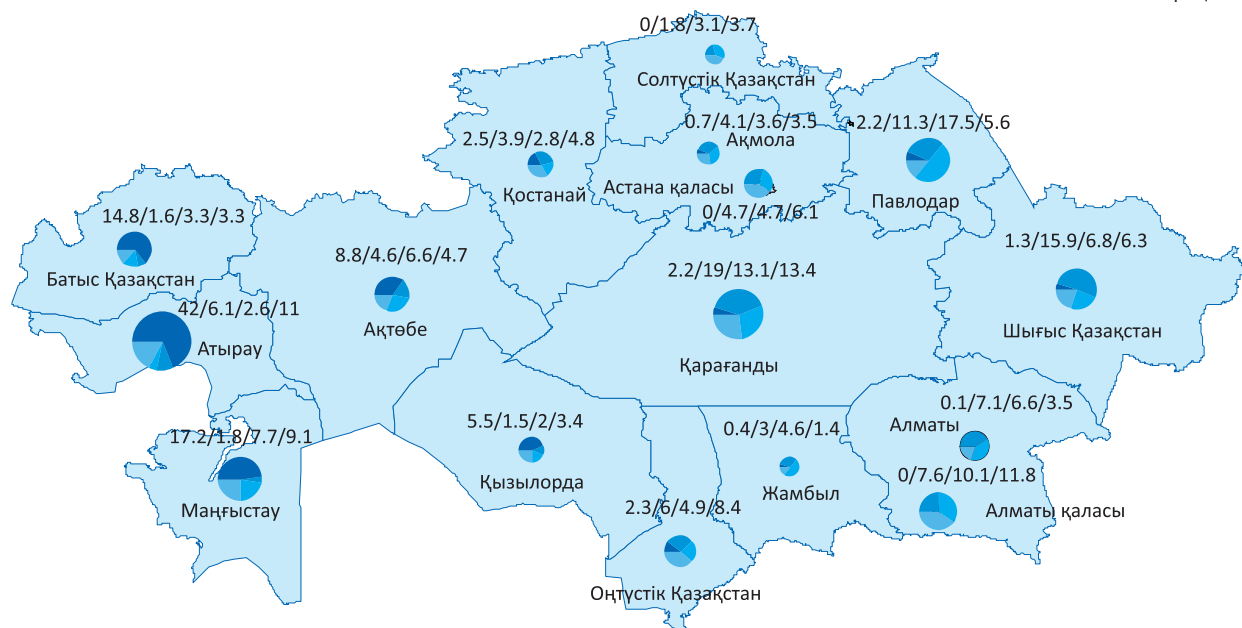 0/1.8/3.1/3.7
Солтүстік Қазақстан
0.7/4.1/3.6/3.5
Ақмола
2.2/11.3/17.5/5.6
Павлодар
2.5/3.9/2.8/4.8
Қостанай
Астана қаласы
0/4.7/4.7/6.1
14.8/1.6/3.3/3.3
Батыс Қазақстан
8.8/4.6/6.6/4.7
Ақтөбе
2.2/19/13.1/13.4
Қарағанды
1.3/15.9/6.8/6.3
Шығыс Қазақстан
42/6.1/2.6/11
Атырау
17.2/1.8/7.7/9.1
Маңғыстау
5.5/1.5/2/3.4
Қызылорда
0.4/3/4.6/1.4
Жамбыл
0.1/7.1/6.6/3.5
Алматы
0/7.6/10.1/11.8
Алматы қаласы
2.3/6/4.9/8.4
Оңтүстік Қазақстан